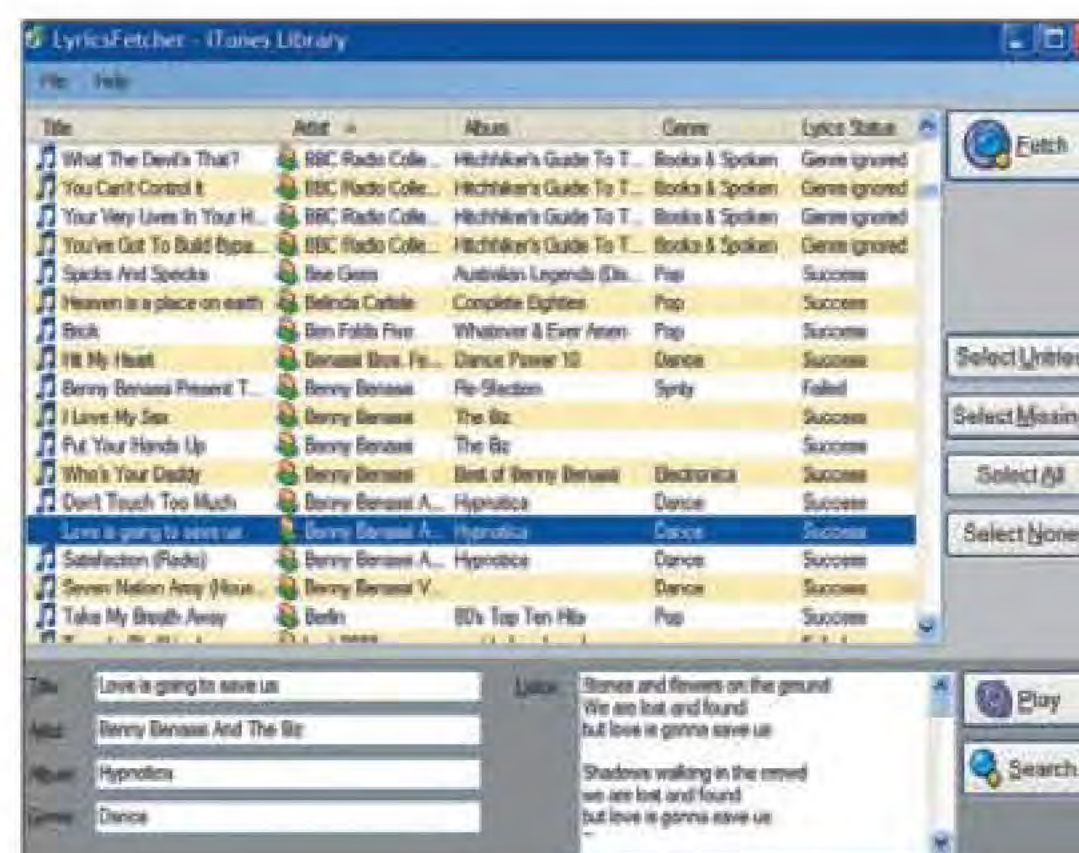 LyricsFetcher - iTunes Library
File Help
Title Artist Album Genre Lyrics Status
What The Devil's That? BBC Radio Colle... Hitchhiker's Guide To T... Books & Spoken Genre ignored
You Can't Control It BBC Radio Colle... Hitchhiker's Guide To T... Books & Spoken Genre ignored
Your Very Lives In Your H... BBC Radio Colle... Hitchhiker's Guide To T... Books & Spoken Genre ignored
You've Got To Build Bypa... BBC Radio Colle... Hitchhiker's Guide To T... Books & Spoken Genre ignored
Spicks And Specks Bee Gees Australian Legends (Dis... Pop Success
Heaven is a place on earth Belinda Carlisle Complete Eighties Pop Success
Brick Ben Folds Five Whatever & Ever Amen Pop Success
Hit My Heart Benassi Bros. Fe... Dance Power 10 Dance Success
Benny Benassi Present T... Benny Benassi Re-Sfaction Synty Failed
I Love My Sex Benny Benassi The Biz Success
Put Your Hands Up Benny Benassi The Biz Success
Who's Your Daddy Benny Benassi Best of Benny Benassi Electronica Success
Don't Touch Too Much Benny Benassi A... Hypnotica Dance Success
Love is going to save us Benny Benassi A... Hypnotica Dance Success
Satisfaction (Radio) Benny Benassi A... Hypnotica Dance Success
Seven Nation Army (Hous... Benny Benassi V... Dance Success
Take My Breath Away Berlin 80's Top Ten Hits Pop Success
Fetch
Select Untried
Select Missin
Select All
Select None
Title: Love is going to save us
Artist: Benny Benassi And The Biz
Album: Hypnotica
Genre: Dance
Lyrics: Stones and flowers on the ground
We are lost and found
but love is gonna save us
Shadows walking in the crowd
we are lost and found
but love is gonna save us
Play
Search